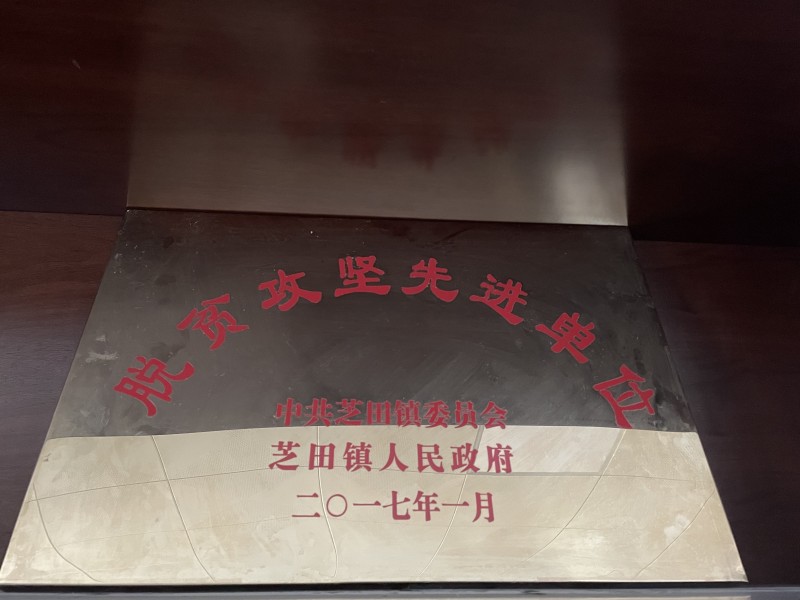 脱贫攻坚先进单位
中共芝田镇委员会
芝田镇人民政府
二〇一七年一月